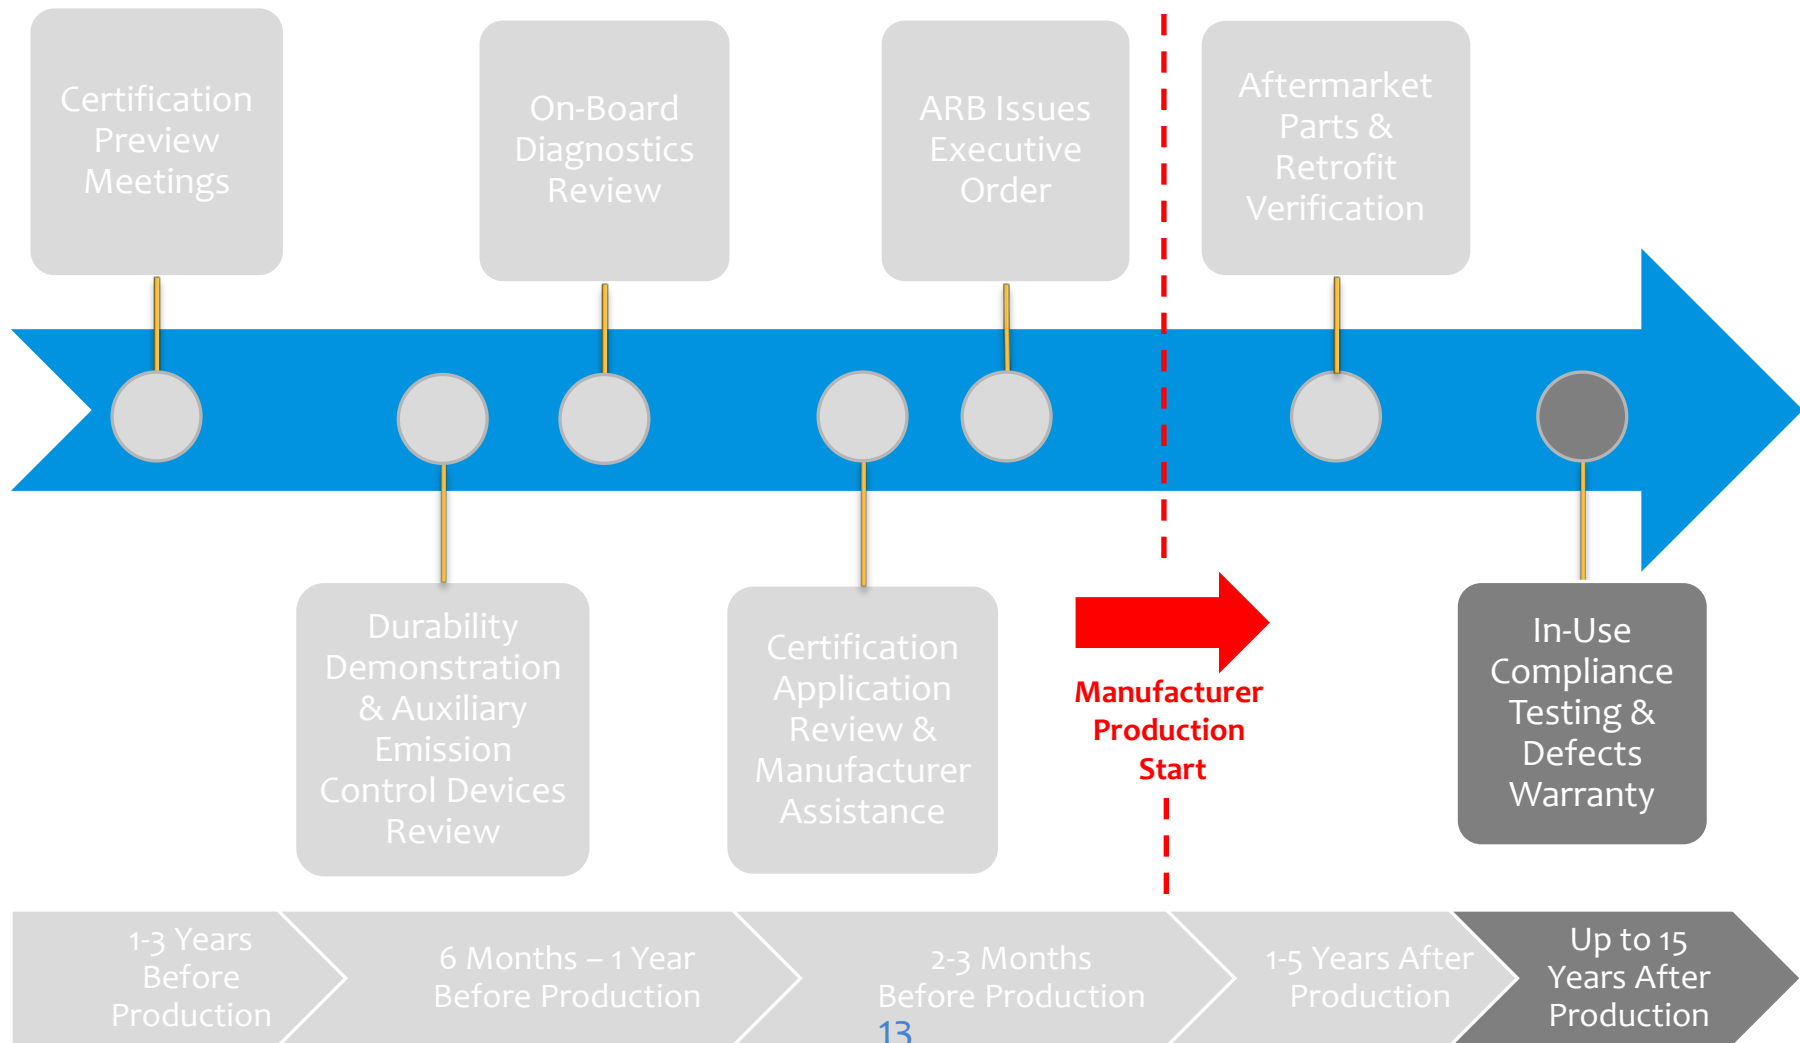 Certification
Preview
Meetings
On-Board
Diagnostics
Review
ARB Issues
Executive
Order
Aftermarket
Parts &
Retrofit
Verification
Durability
Demonstration
& Auxiliary
Emission
Control Devices
Review
Certification
Application
Review &
Manufacturer
Assistance
Manufacturer
Production
Start
In-Use
Compliance
Testing &
Defects
Warranty
1-3 Years
Before
Production
6 Months – 1 Year
Before Production
2-3 Months
Before Production
1-5 Years After
Production
Up to 15
Years After
Production
13